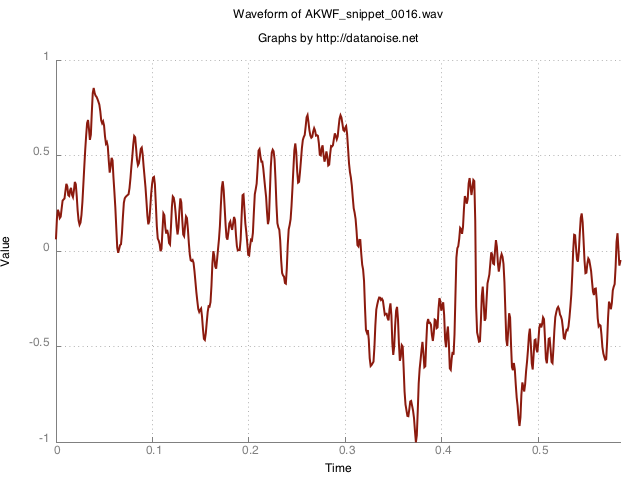 Waveform of AKWF_snippet_0016.wav
Graphs by http://datanoise.net
1
0.5
0
-0.5
-1
Value
0 0.1 0.2 0.3 0.4 0.5
Time